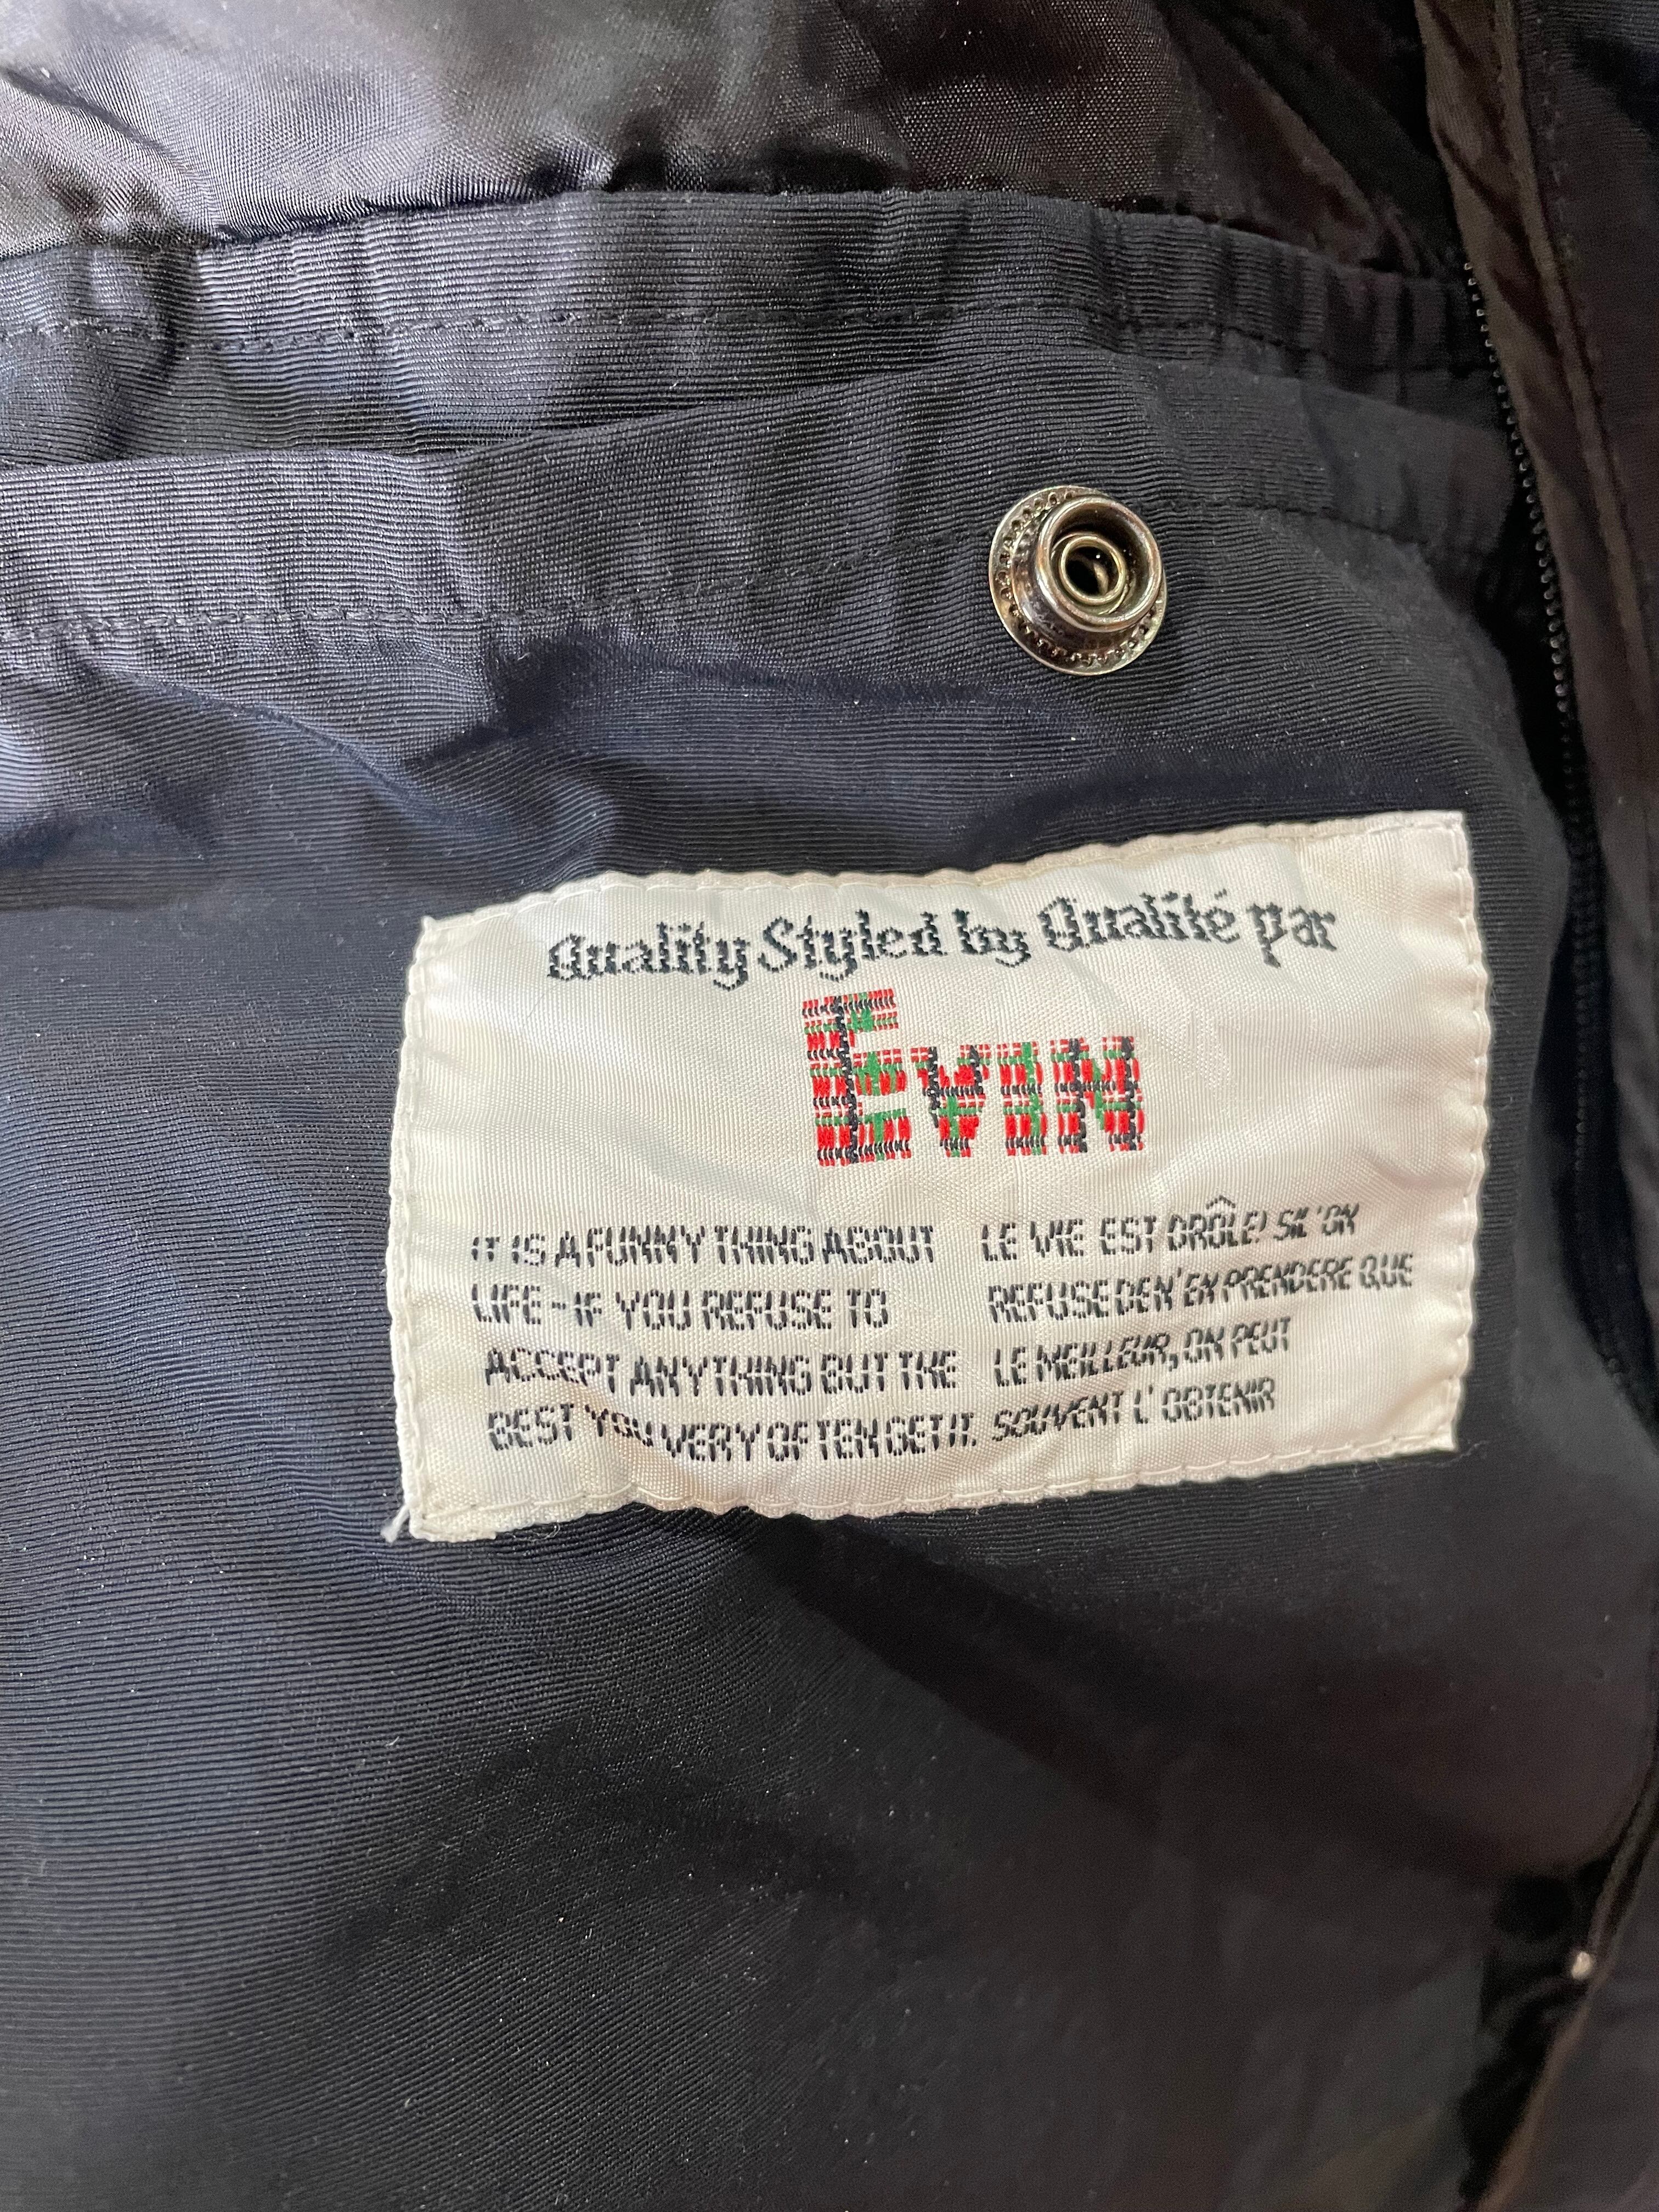 Quality Styled by Qualité par
EVIN
IT IS A FUNNY THING ABOUT
LIFE - IF YOU REFUSE TO
ACCEPT ANYTHING BUT THE
BEST YOU VERY OFTEN GET IT.
LE VIE EST DRÔLE! SIL'ON
REFUSE DE N'EN PRENDERE QUE
LE MEILLEUR, ON PEUT
SOUVENT L' OBTENIR